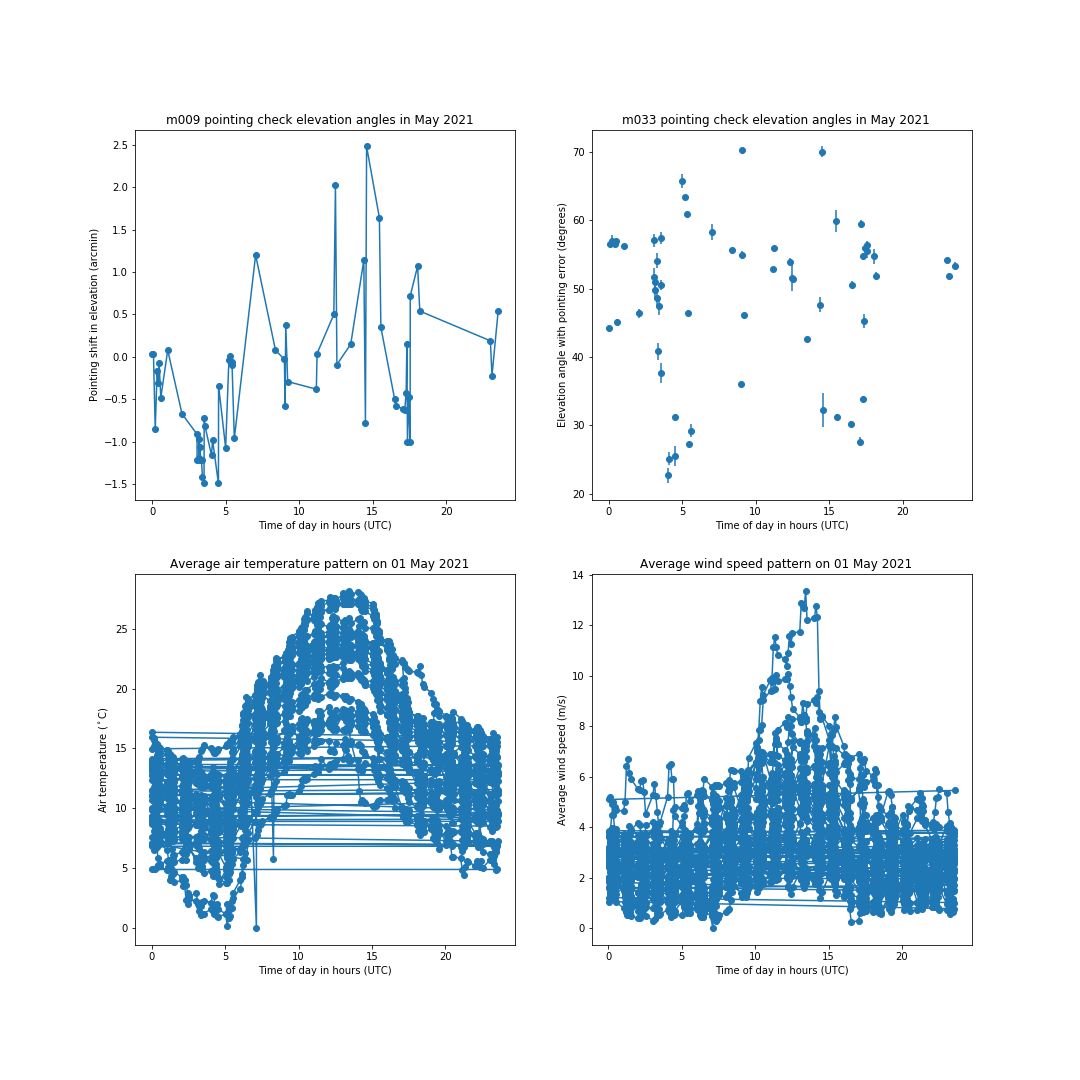 m009 pointing check elevation angles in May 2021
2.5
2.0
1.5
1.0
0.5
0.0
−0.5
−1.0
−1.5
Pointing shift in elevation (arcmin)
0 5 10 15 20
Time of day in hours (UTC)
m033 pointing check elevation angles in May 2021
70
60
50
40
30
20
Elevation angle with pointing error (degrees)
0 5 10 15 20
Time of day in hours (UTC)
Average air temperature pattern on 01 May 2021
25
20
15
10
5
0
Air temperature (°C)
0 5 10 15 20
Time of day in hours (UTC)
Average wind speed pattern on 01 May 2021
14
12
10
8
6
4
2
0
Average wind speed (m/s)
0 5 10 15 20
Time of day in hours (UTC)